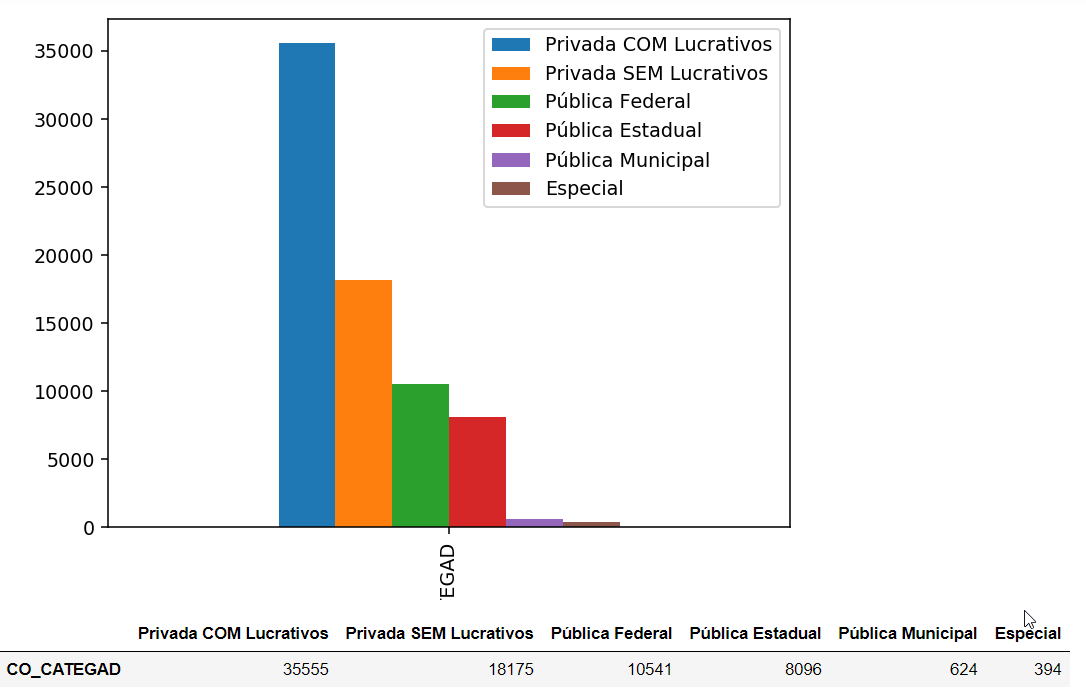 35000
30000
25000
20000
15000
10000
5000
0
Privada COM Lucrativos
Privada SEM Lucrativos
Pública Federal
Pública Estadual
Pública Municipal
Especial
EGAD
Privada COM Lucrativos Privada SEM Lucrativos Pública Federal Pública Estadual Pública Municipal Especial
CO_CATEGAD 35555 18175 10541 8096 624 394